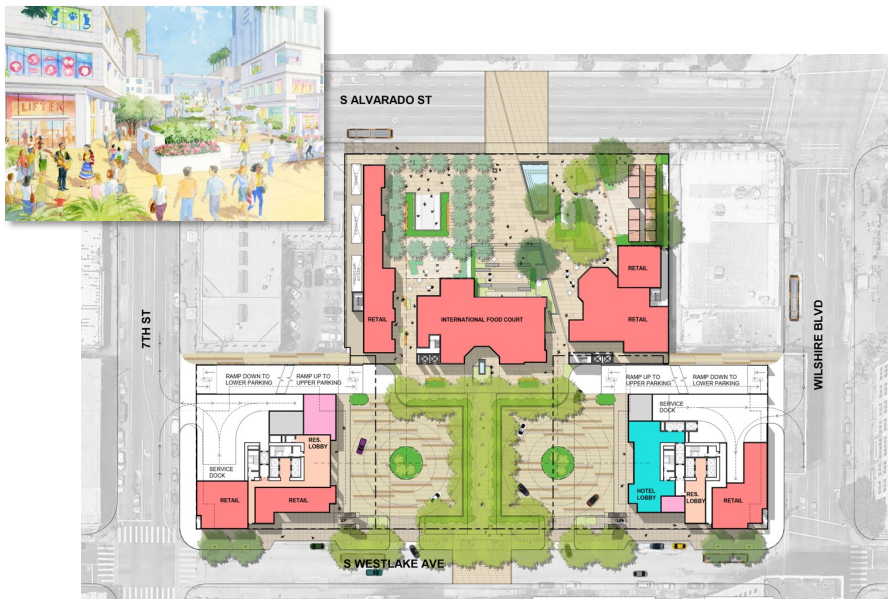 LIFTEK
S ALVARADO ST
7TH ST
WILSHIRE BLVD
RETAIL
INTERNATIONAL FOOD COURT
RETAIL
RETAIL
RAMP DOWN TO
LOWER PARKING
RAMP UP TO
UPPER PARKING
RAMP UP TO
UPPER PARKING
RAMP DOWN TO
LOWER PARKING
SERVICE
DOCK
RES.
LOBBY
RETAIL
RETAIL
SERVICE
DOCK
HOTEL
LOBBY
RES.
LOBBY
RETAIL
S WESTLAKE AVE